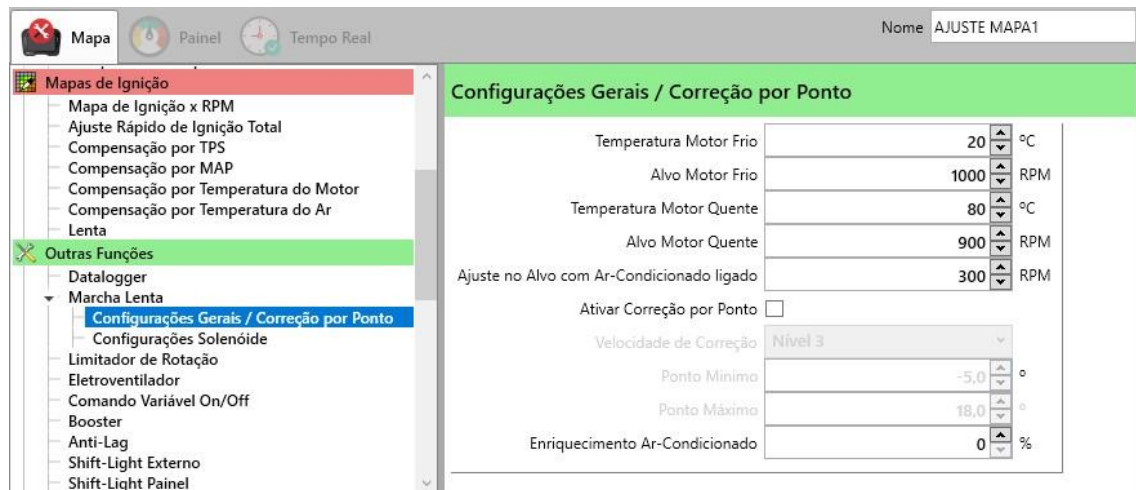 Mapa
Painel
Tempo Real
Nome AJUSTE MAPA1
Mapas de Ignição
Mapa de Ignição x RPM
Ajuste Rápido de Ignição Total
Compensação por TPS
Compensação por MAP
Compensação por Temperatura do Motor
Compensação por Temperatura do Ar
Lenta
Outras Funções
Datalogger
Marcha Lenta
Configurações Gerais / Correção por Ponto
Configurações Solenóide
Limitador de Rotação
Eletroventilador
Comando Variável On/Off
Booster
Anti-Lag
Shift-Light Externo
Shift-Light Painel
Configurações Gerais / Correção por Ponto
Temperatura Motor Frio 20 ºC
Alvo Motor Frio 1000 RPM
Temperatura Motor Quente 80 ºC
Alvo Motor Quente 900 RPM
Ajuste no Alvo com Ar-Condicionado ligado 300 RPM
Ativar Correção por Ponto
Velocidade de Correção Nível 3
Ponto Minimo -5,0 º
Ponto Máximo 18,0 º
Enriquecimento Ar-Condicionado 0 %